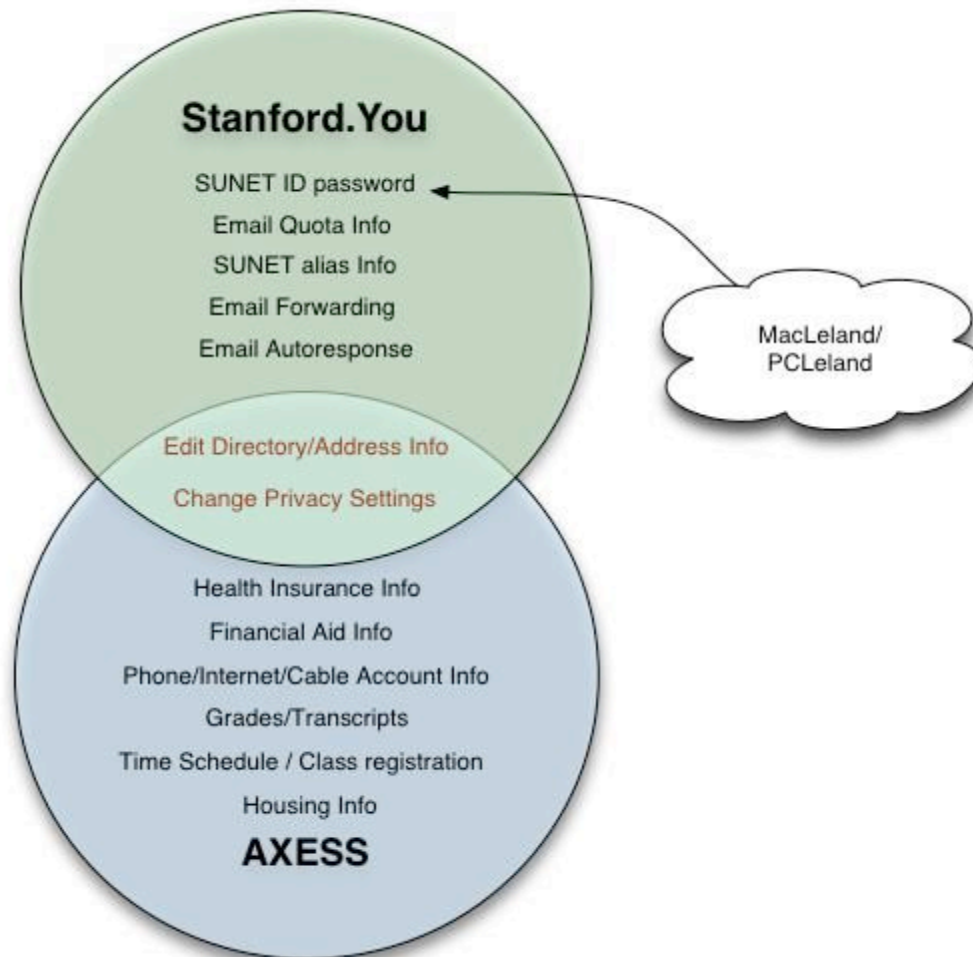 Stanford.You
SUNET ID password
Email Quota Info
SUNET alias Info
Email Forwarding
Email Autoresponse
MacLeland/
PCLeland
Edit Directory/Address Info
Change Privacy Settings
Health Insurance Info
Financial Aid Info
Phone/Internet/Cable Account Info
Grades/Transcripts
Time Schedule / Class registration
Housing Info
AXESS